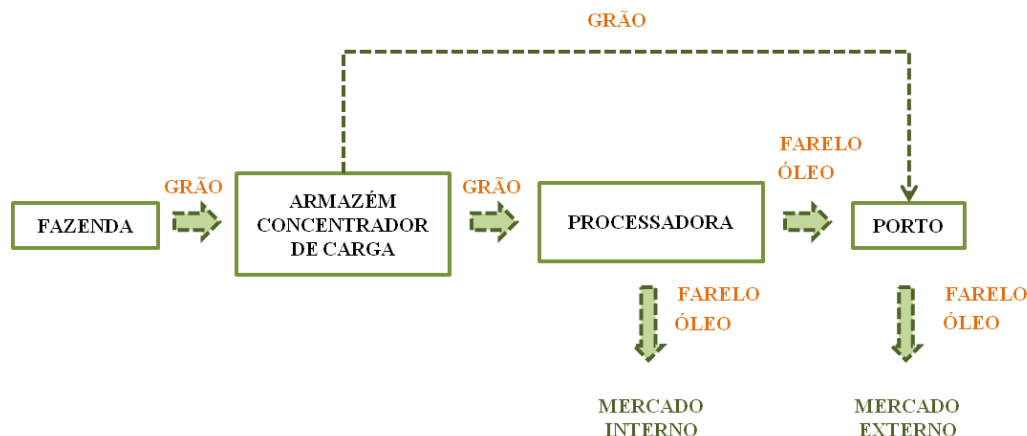 GRÃO
FARELO
ÓLEO
GRÃO
GRÃO
FAZENDA
ARMAZÉM
CONCENTRADOR
DE CARGA
PROCESSADORA
PORTO
FARELO
ÓLEO
FARELO
ÓLEO
MERCADO
INTERNO
MERCADO
EXTERNO